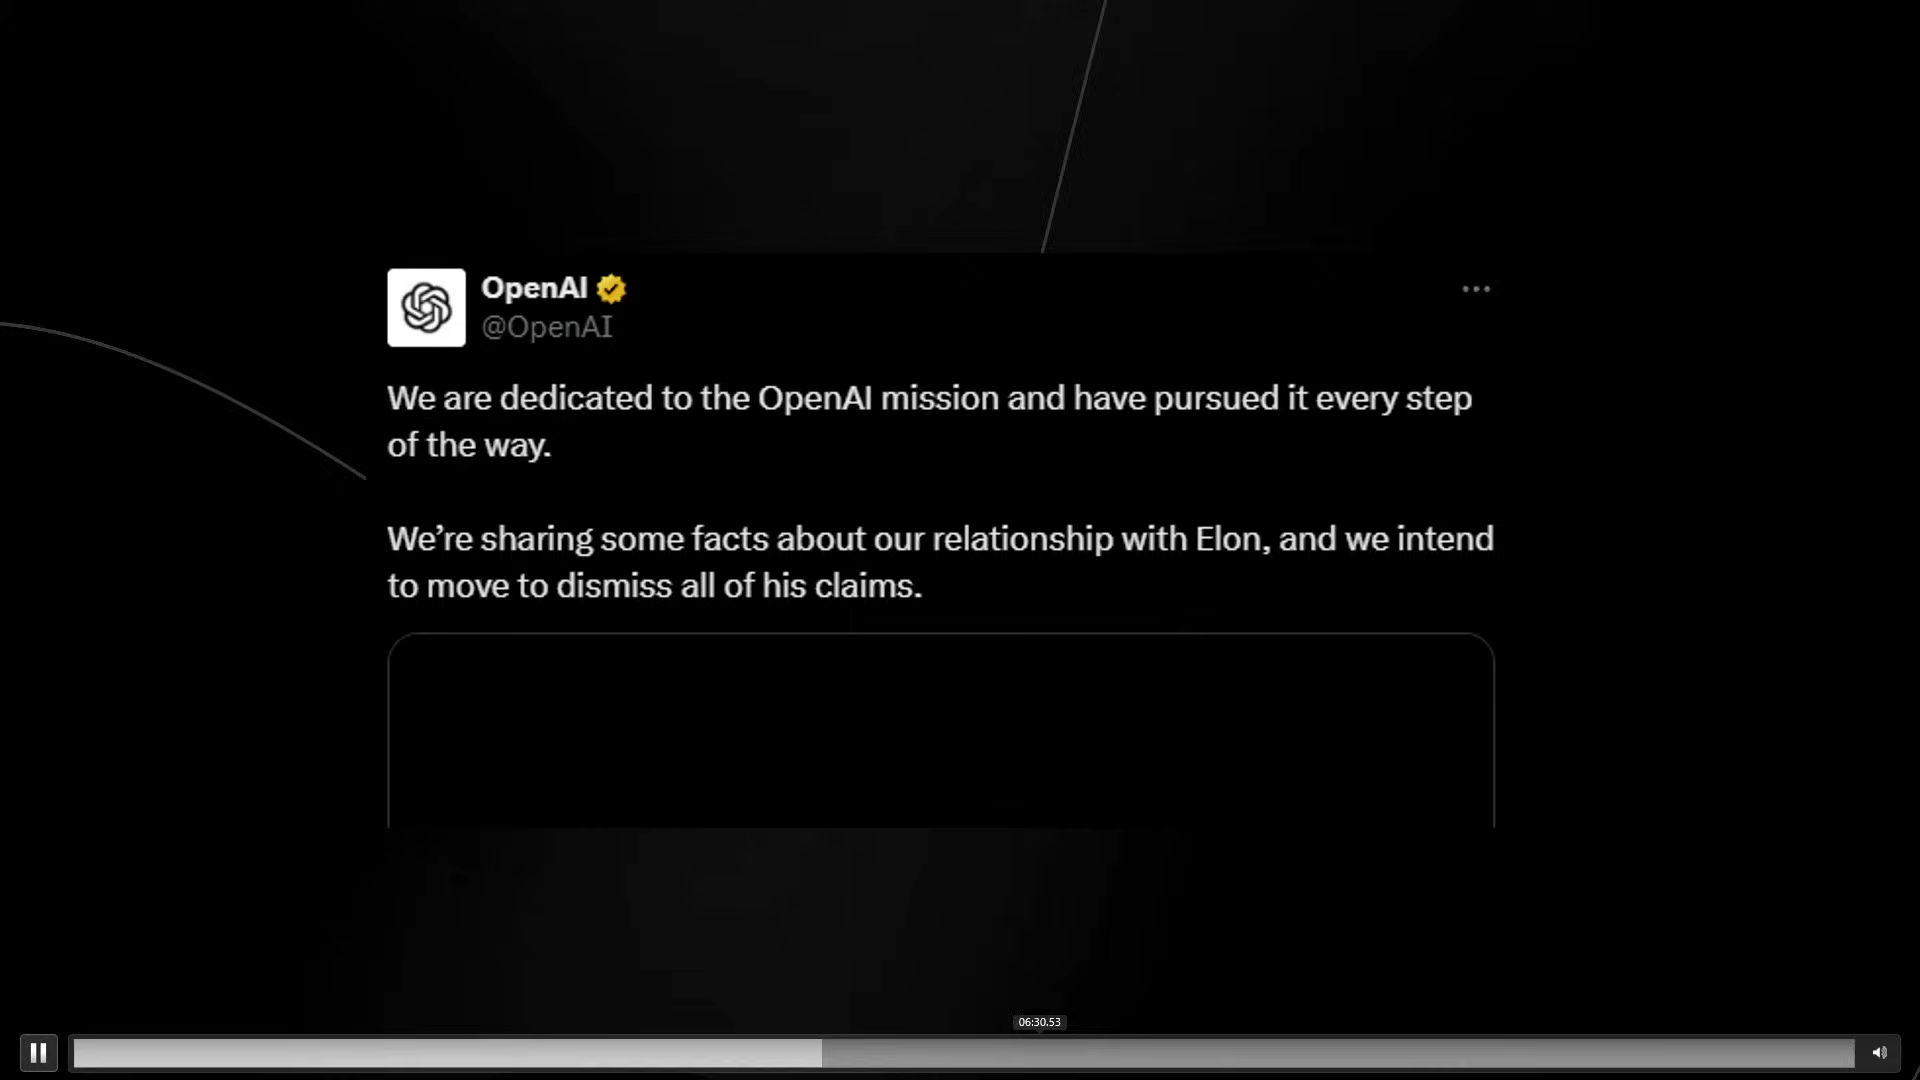 OpenAI
@OpenAI
We are dedicated to the OpenAI mission and have pursued it every step
of the way.
We’re sharing some facts about our relationship with Elon, and we intend
to move to dismiss all of his claims.
06:30.53